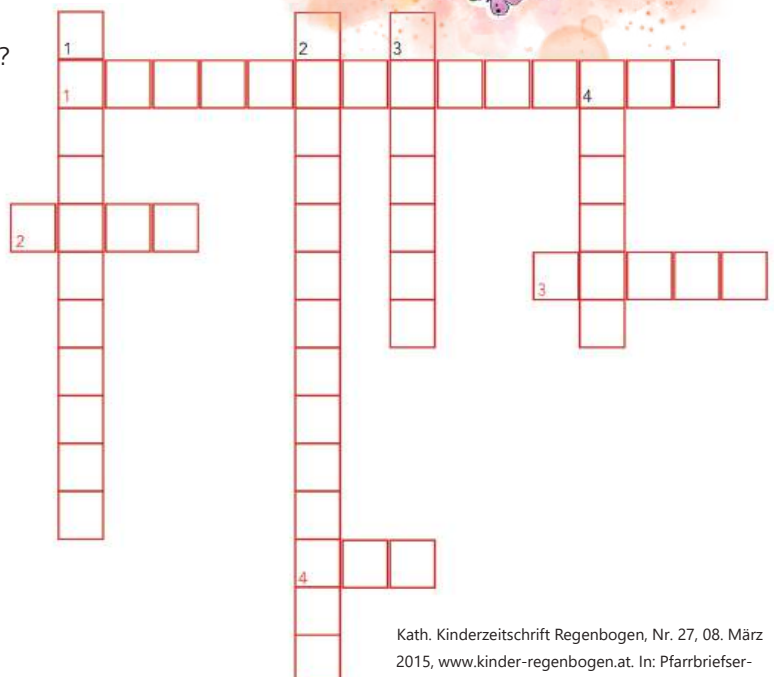 ?
1 2 3
1 4
2
3
4
Kath. Kinderzeitschrift Regenbogen, Nr. 27, 08. März
2015, www.kinder-regenbogen.at. In: Pfarrbriefser-